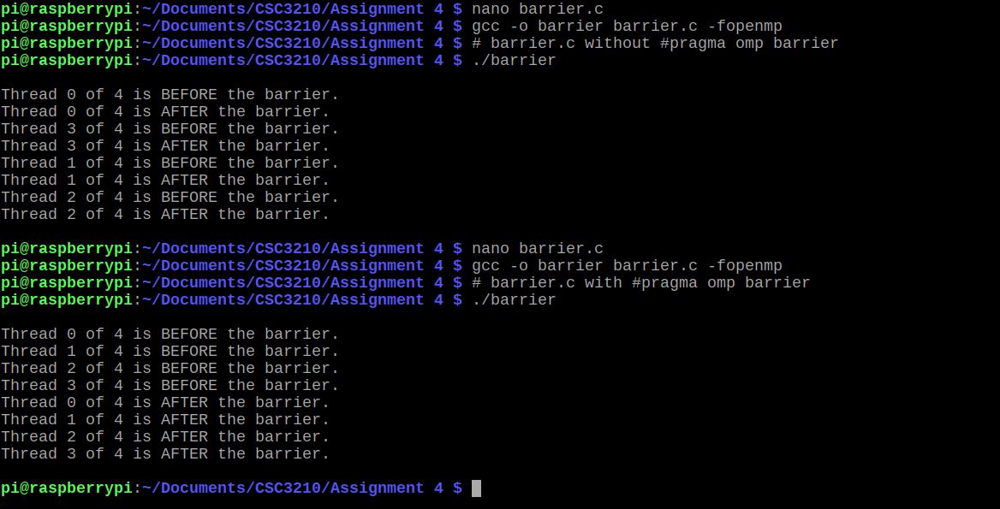 pi@raspberrypi:~/Documents/CSC3210/Assignment 4 $ nano barrier.c
pi@raspberrypi:~/Documents/CSC3210/Assignment 4 $ gcc -o barrier barrier.c -fopenmp
pi@raspberrypi:~/Documents/CSC3210/Assignment 4 $ # barrier.c without #pragma omp barrier
pi@raspberrypi:~/Documents/CSC3210/Assignment 4 $ ./barrier
Thread 0 of 4 is BEFORE the barrier.
Thread 0 of 4 is AFTER the barrier.
Thread 3 of 4 is BEFORE the barrier.
Thread 3 of 4 is AFTER the barrier.
Thread 1 of 4 is BEFORE the barrier.
Thread 1 of 4 is AFTER the barrier.
Thread 2 of 4 is BEFORE the barrier.
Thread 2 of 4 is AFTER the barrier.
pi@raspberrypi:~/Documents/CSC3210/Assignment 4 $ nano barrier.c
pi@raspberrypi:~/Documents/CSC3210/Assignment 4 $ gcc -o barrier barrier.c -fopenmp
pi@raspberrypi:~/Documents/CSC3210/Assignment 4 $ # barrier.c with #pragma omp barrier
pi@raspberrypi:~/Documents/CSC3210/Assignment 4 $ ./barrier
Thread 0 of 4 is BEFORE the barrier.
Thread 1 of 4 is BEFORE the barrier.
Thread 2 of 4 is BEFORE the barrier.
Thread 3 of 4 is BEFORE the barrier.
Thread 0 of 4 is AFTER the barrier.
Thread 1 of 4 is AFTER the barrier.
Thread 2 of 4 is AFTER the barrier.
Thread 3 of 4 is AFTER the barrier.
pi@raspberrypi:~/Documents/CSC3210/Assignment 4 $